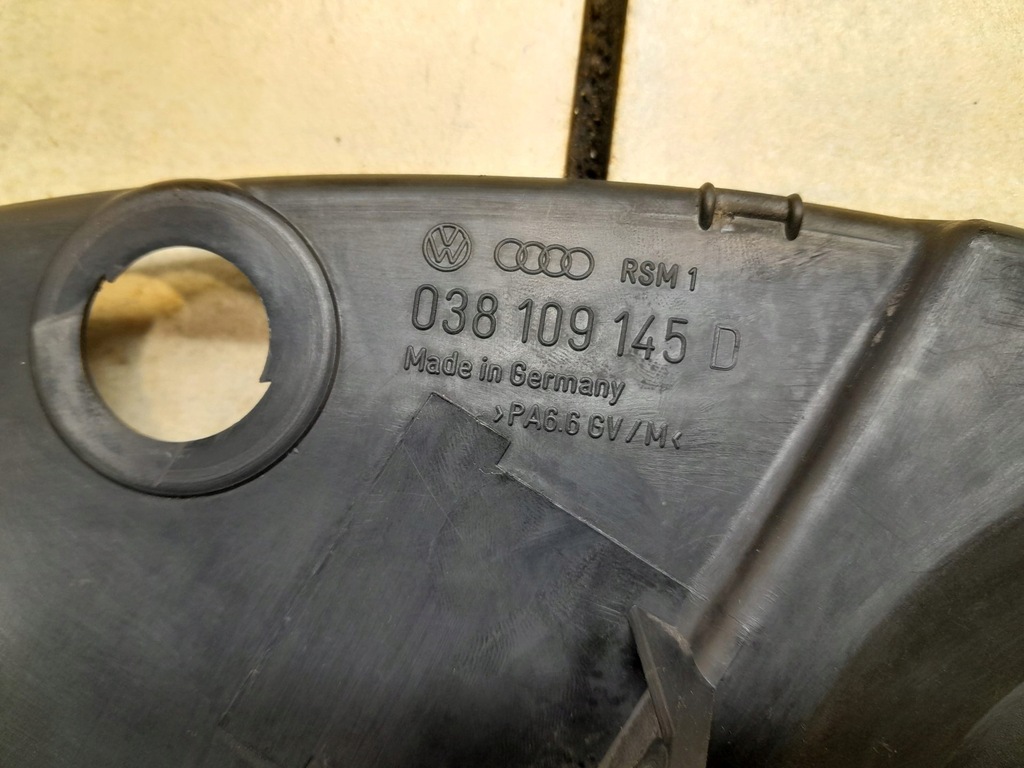 RSM 1
038 109 145 D
Made in Germany
>PA6.6 GV/M<